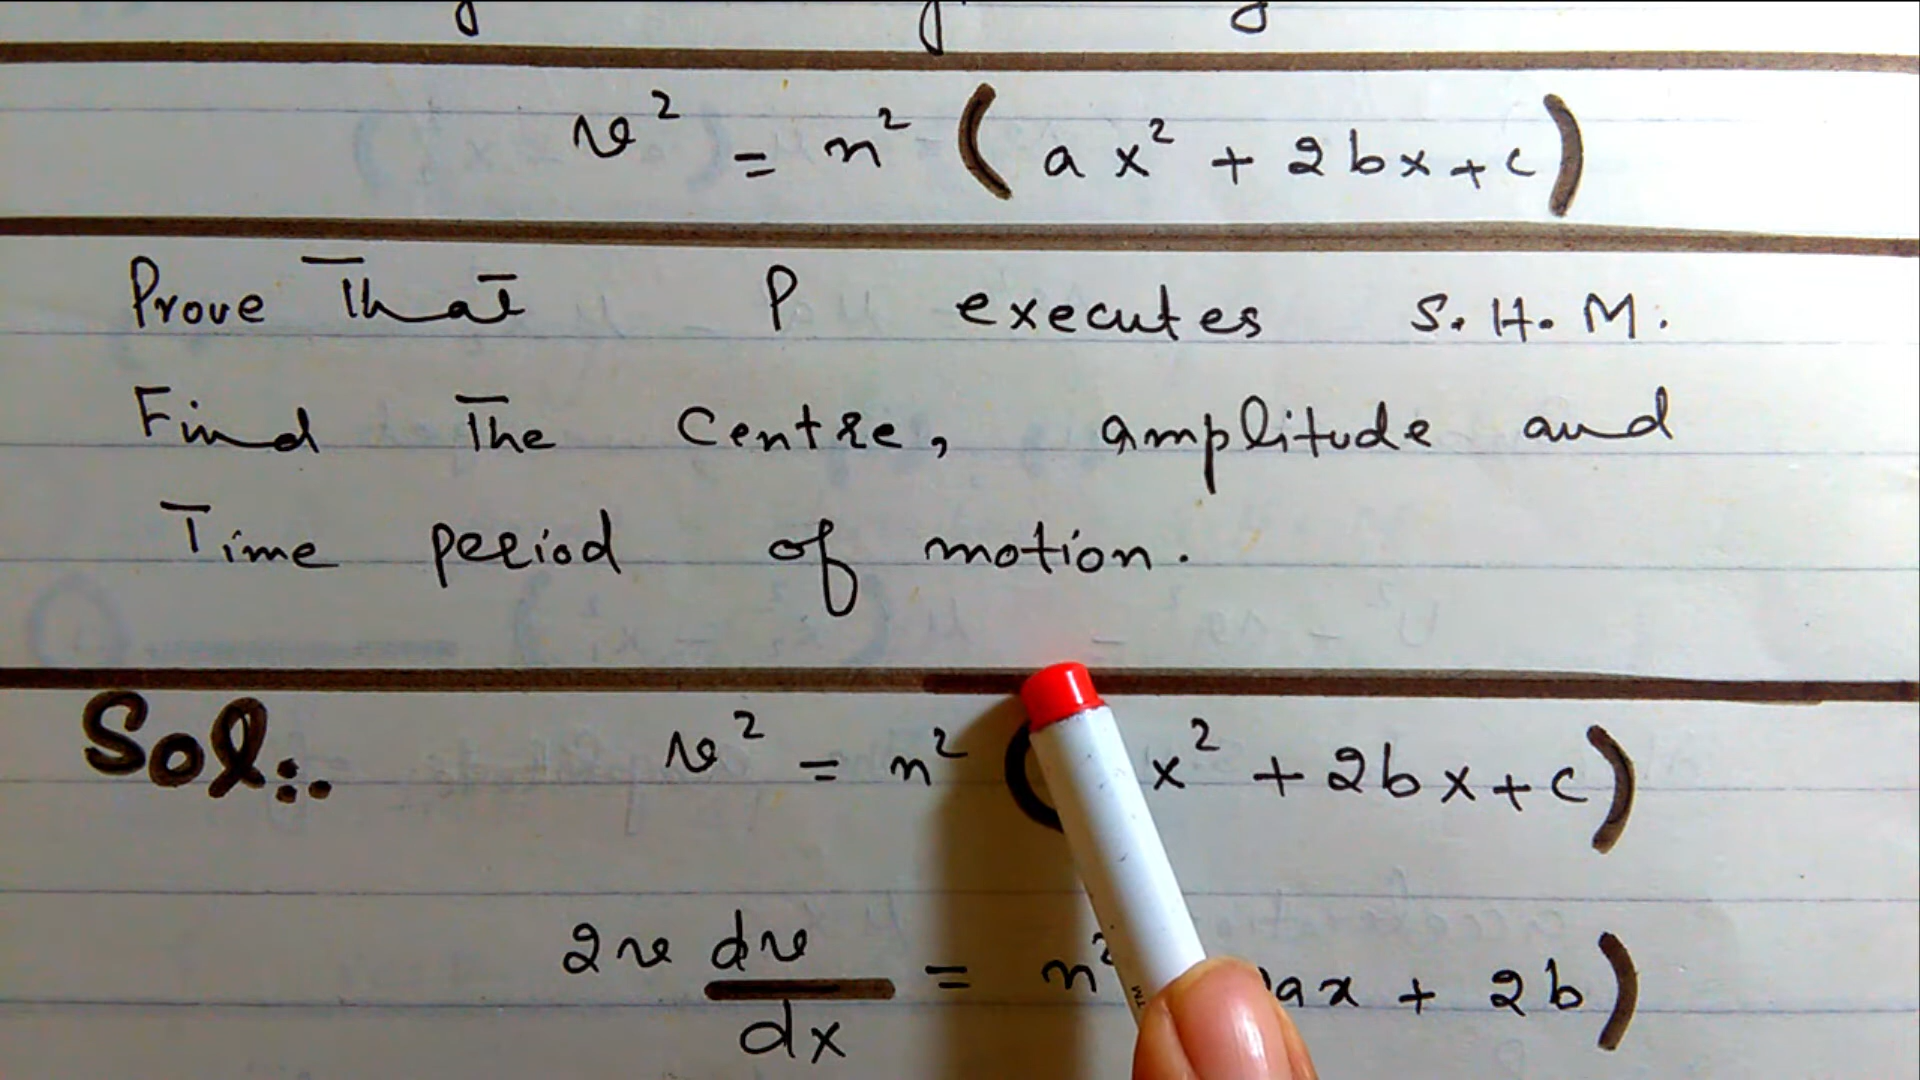 v² = n² (ax² + 2bx + c)
Prove That P executes S.H.M.
Find The Centre, amplitude and
Time period of motion.
Sol:. v² = n² ( x² + 2bx + c)
2v dv/dx = n² ax + 2b)